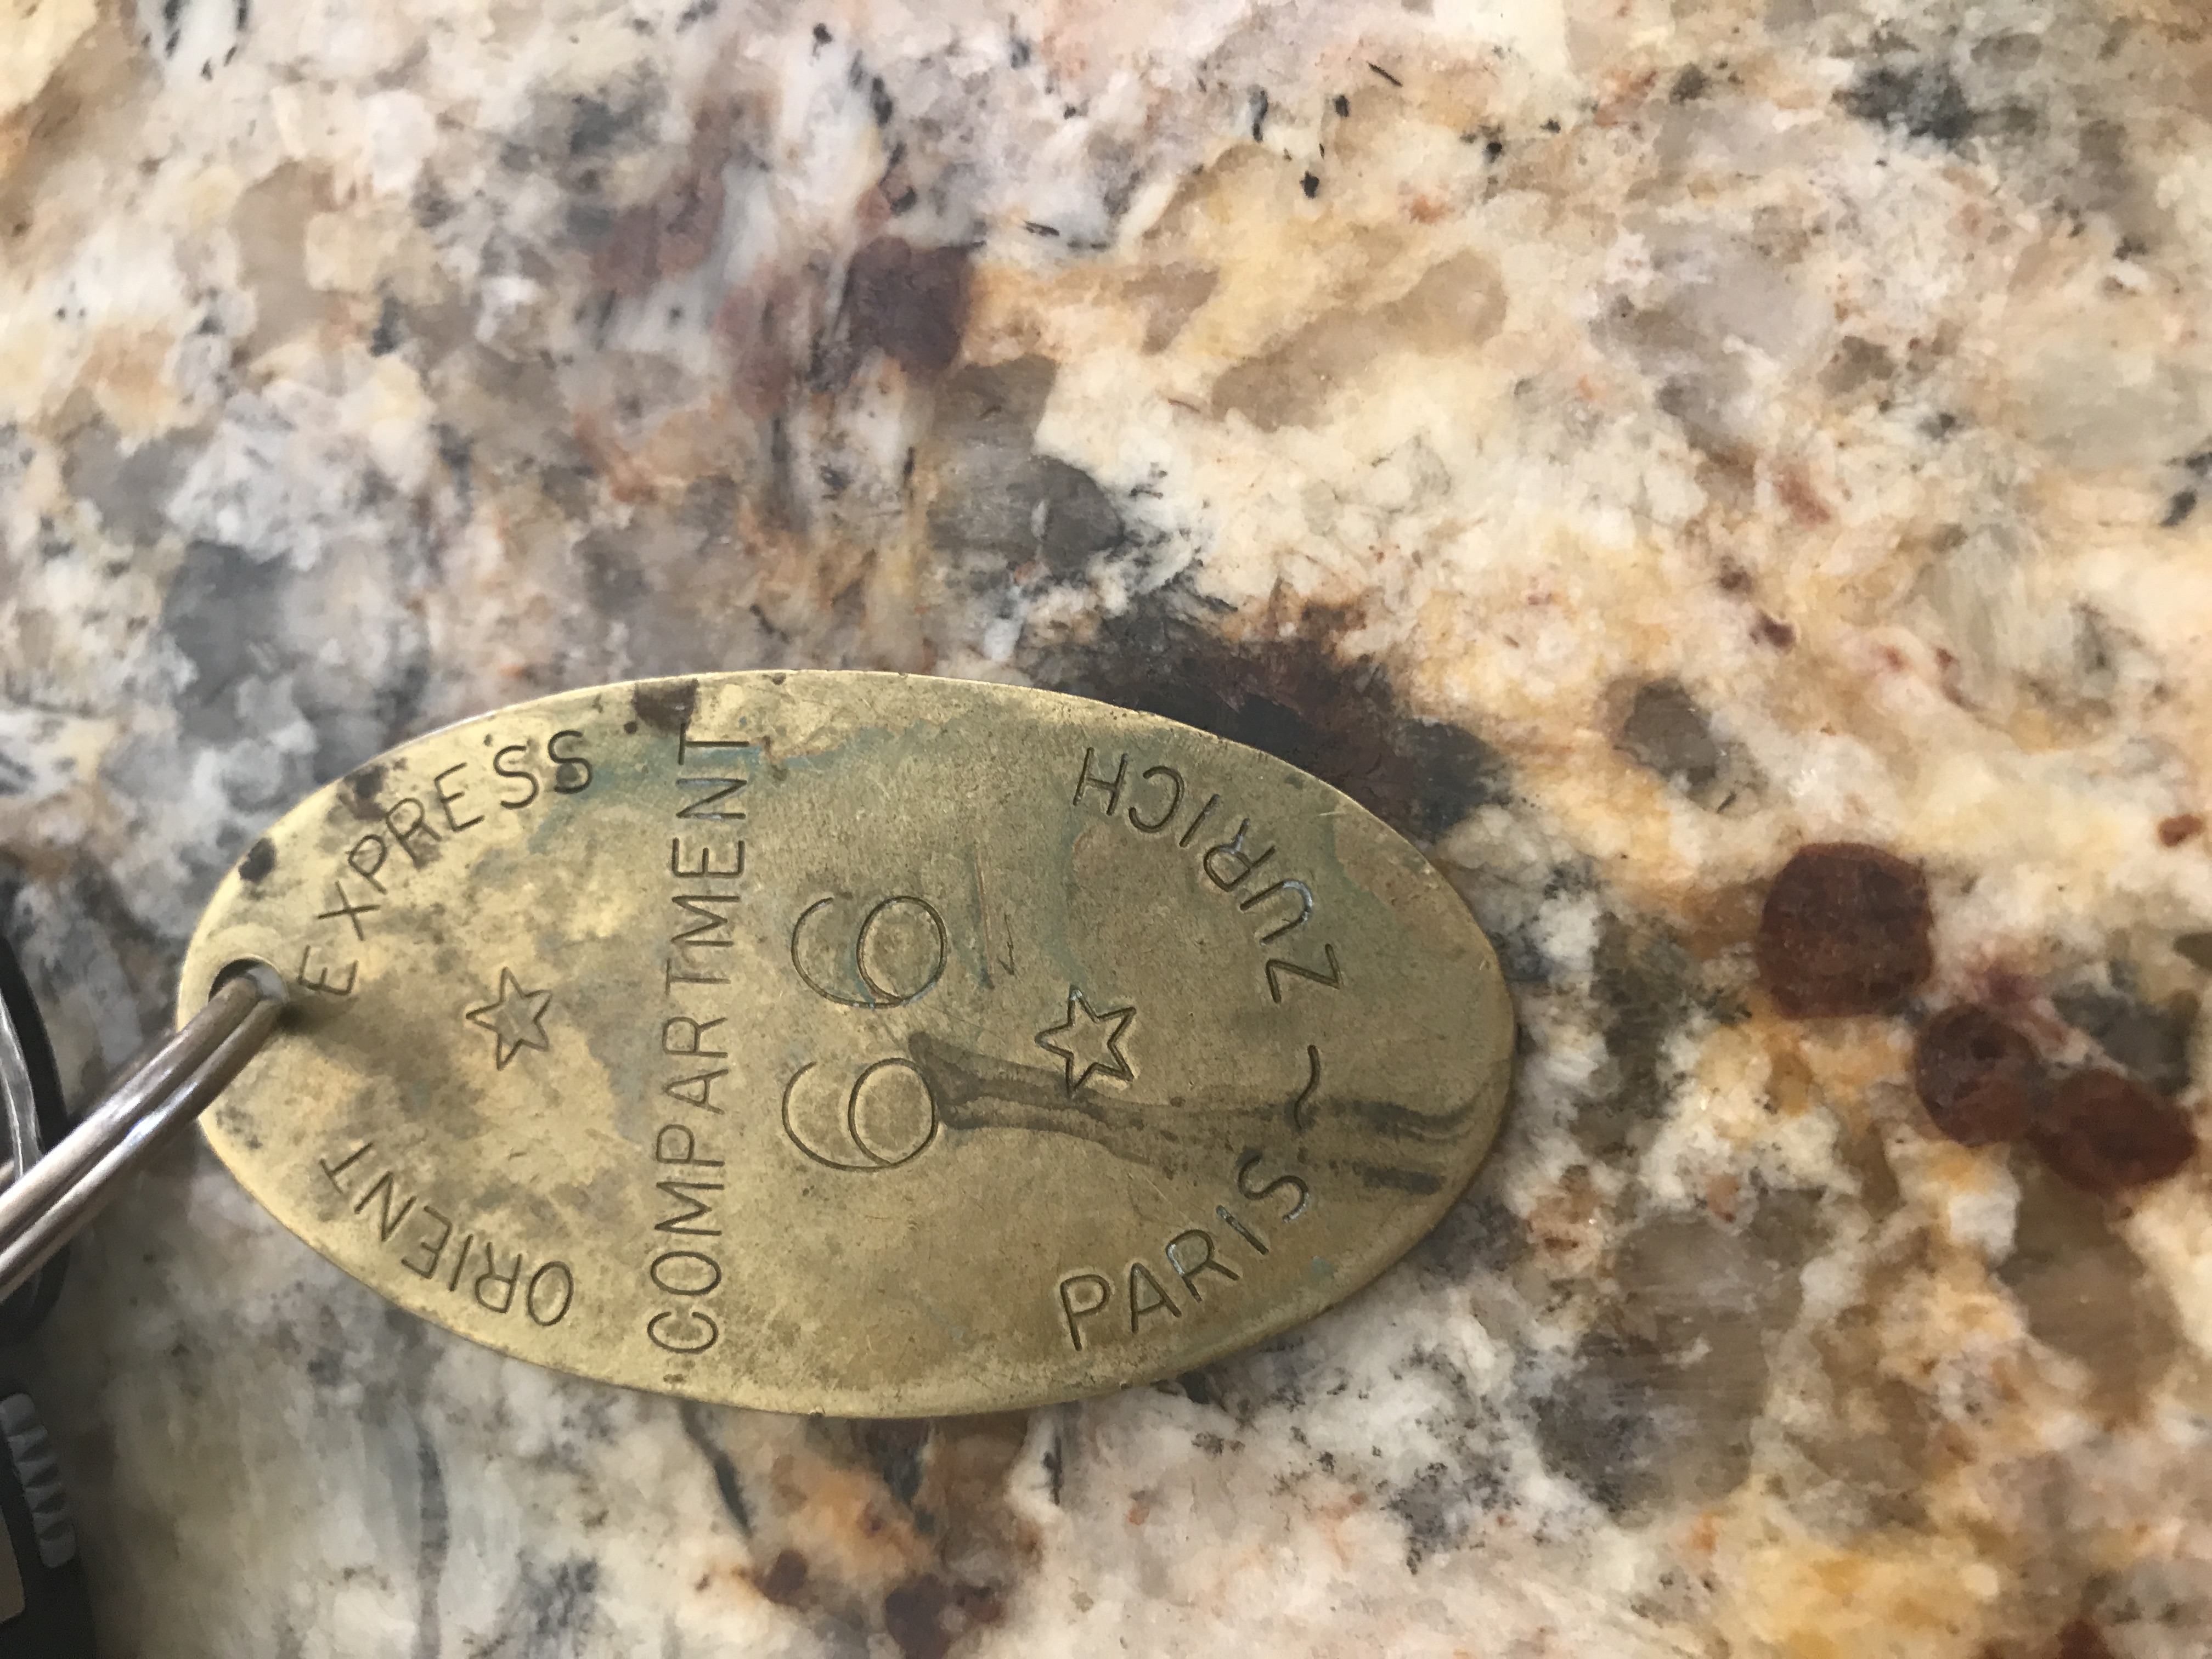 ORIENT EXPRESS
COMPARTMENT
66
PARIS ~ ZURICH